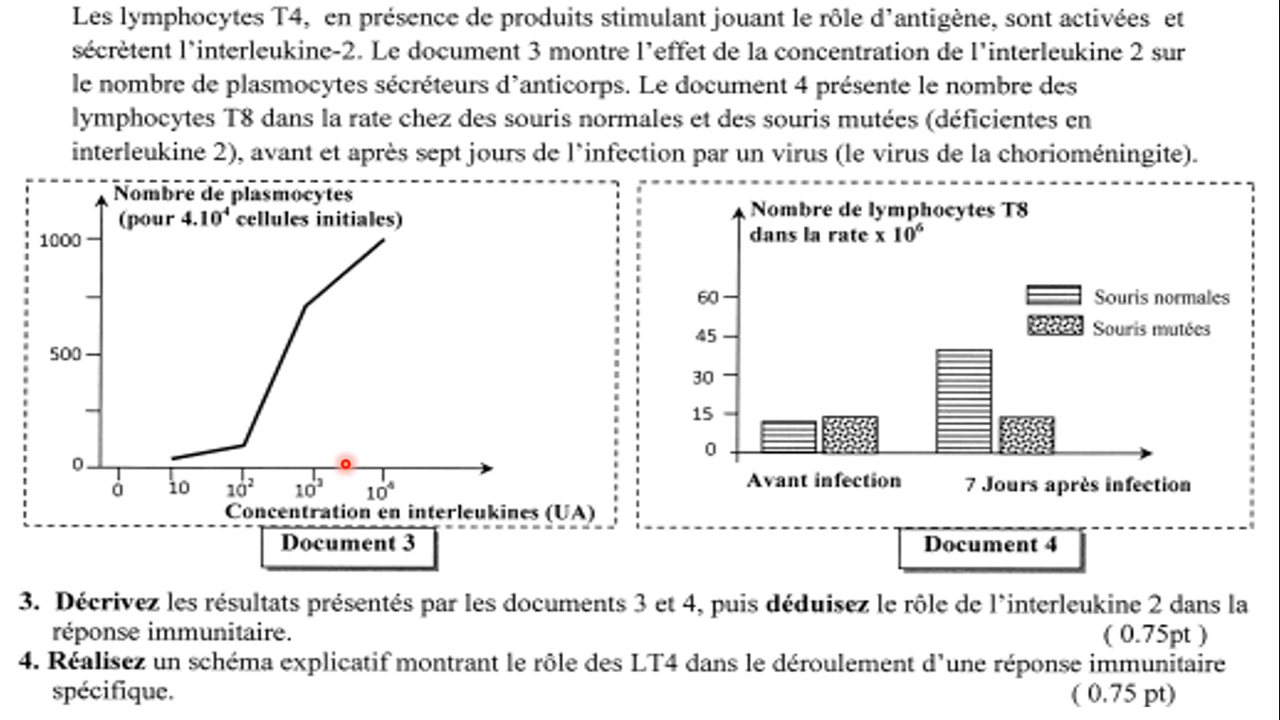 Les lymphocytes T4, en présence de produits stimulant jouant le rôle d'antigène, sont activées et
sécrètent l'interleukine-2. Le document 3 montre l'effet de la concentration de l'interleukine 2 sur
le nombre de plasmocytes sécréteurs d'anticorps. Le document 4 présente le nombre des
lymphocytes T8 dans la rate chez des souris normales et des souris mutées (déficientes en
interleukine 2), avant et après sept jours de l'infection par un virus (le virus de la chorioméningite).
Nombre de plasmocytes
(pour 4.10⁴ cellules initiales)
1000
500
0
0 10 10² 10³ 10⁴
Concentration en interleukines (UA)
Document 3
Nombre de lymphocytes T8
dans la rate x 10⁶
60
45
30
15
0
Souris normales
Souris mutées
Avant infection 7 Jours après infection
Document 4
3. Décrivez les résultats présentés par les documents 3 et 4, puis déduisez le rôle de l'interleukine 2 dans la
réponse immunitaire. ( 0.75pt )
4. Réalisez un schéma explicatif montrant le rôle des LT4 dans le déroulement d'une réponse immunitaire
spécifique. ( 0.75 pt)